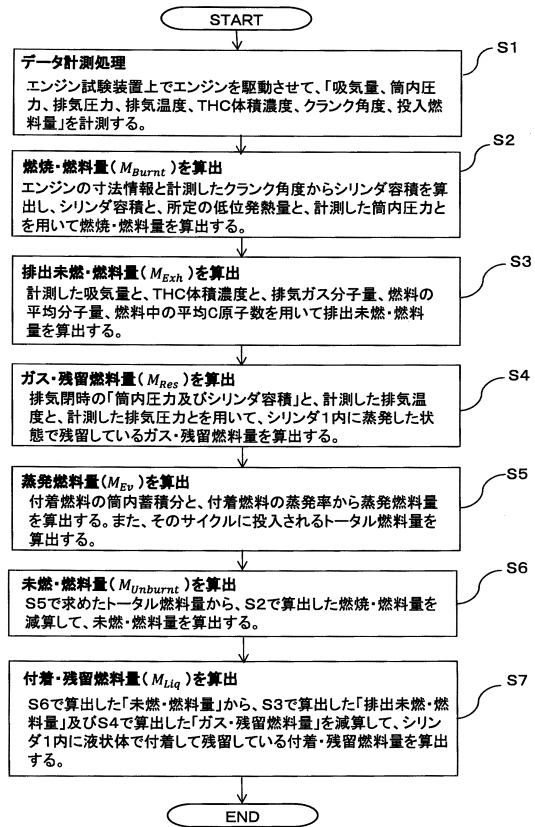 START
S1
データ計測処理
エンジン試験装置上でエンジンを駆動させて、「吸気量、筒内圧
力、排気圧力、排気温度、THC体積濃度、クランク角度、投入燃
料量」を計測する。
S2
燃焼・燃料量(M_Burnt)を算出
エンジンの寸法情報と計測したクランク角度からシリンダ容積を算
出し、シリンダ容積と、所定の低位発熱量と、計測した筒内圧力と
を用いて燃焼・燃料量を算出する。
S3
排出未燃・燃料量(M_Exh)を算出
計測した吸気量と、THC体積濃度と、排気ガス分子量、燃料の
平均分子量、燃料中の平均C原子数を用いて排出未燃・燃料
量を算出する。
S4
ガス・残留燃料量(M_Res)を算出
排気閉時の「筒内圧力及びシリンダ容積」と、計測した排気温
度と、計測した排気圧力とを用いて、シリンダ1内に蒸発した状
態で残留しているガス・残留燃料量を算出する。
S5
蒸発燃料量(M_Ev)を算出
付着燃料の筒内蓄積分と、付着燃料の蒸発率から蒸発燃料量
を算出する。また、そのサイクルに投入されるトータル燃料量を
算出する。
S6
未燃・燃料量(M_Unburnt)を算出
S5で求めたトータル燃料量から、S2で算出した燃焼・燃料量を
減算して、未燃・燃料量を算出する。
S7
付着・残留燃料量(M_Liq)を算出
S6で算出した「未燃・燃料量」から、S3で算出した「排出未燃・燃
料量」及びS4で算出した「ガス・残留燃料量」を減算して、シリン
ダ1内に液状体で付着して残留している付着・残留燃料量を算出
する。
END